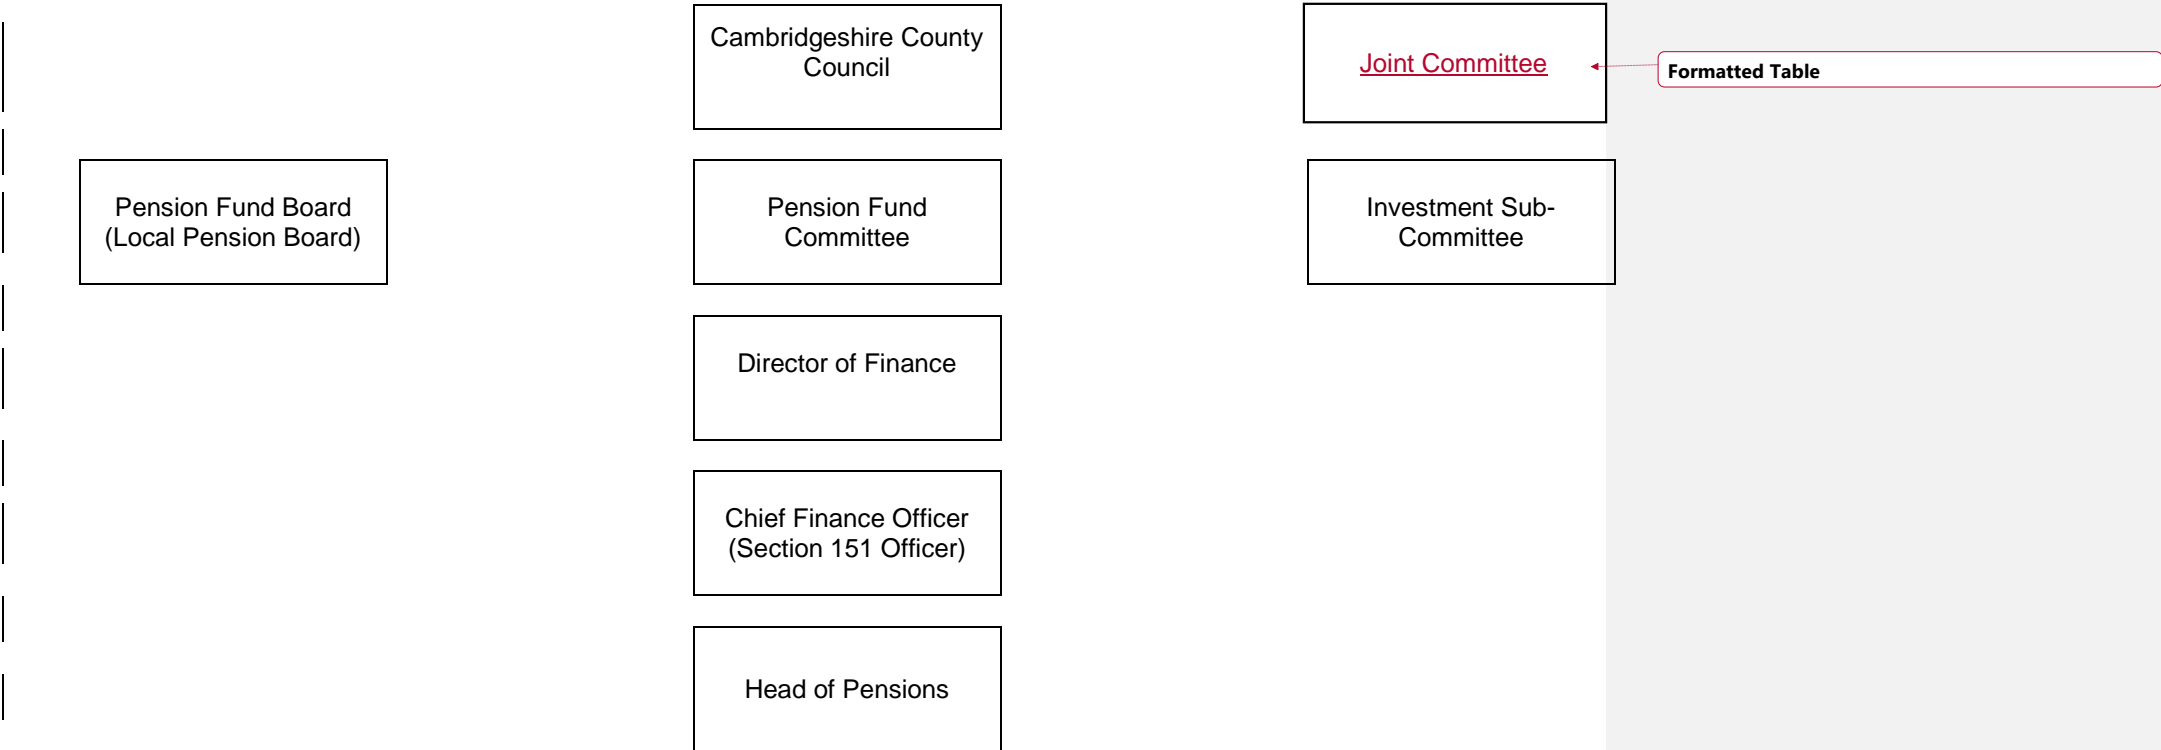 Cambridgeshire County
Council
Joint Committee
Formatted Table
Pension Fund Board
(Local Pension Board)
Pension Fund
Committee
Investment Sub-
Committee
Director of Finance
Chief Finance Officer
(Section 151 Officer)
Head of Pensions